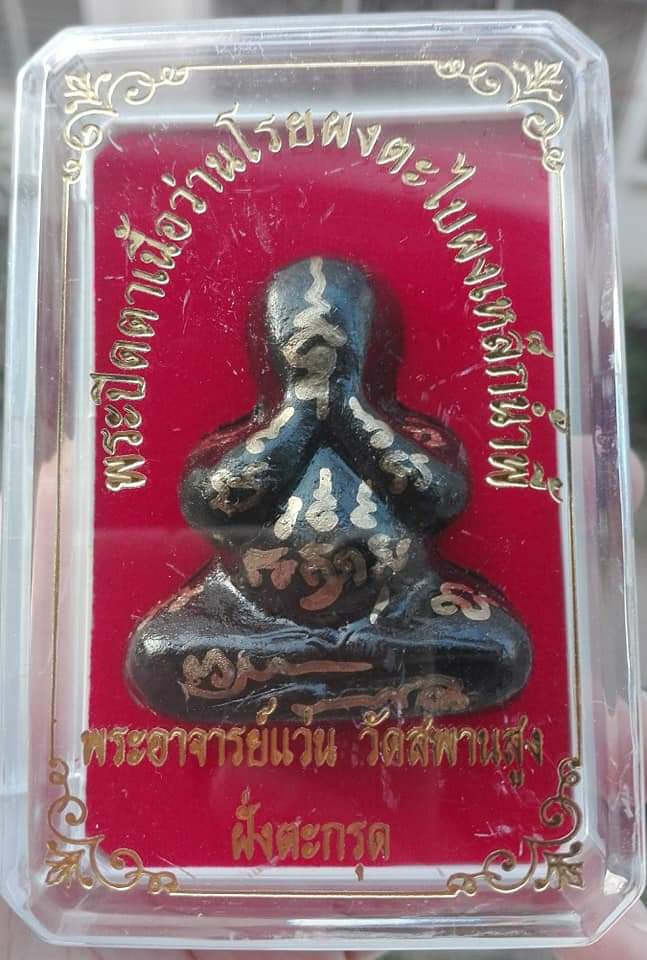 พระปิดตาเนื้อว่านโรยผงตะไบผงเหล็กน้ำพี้
พระอาจารย์แว่น วัดสพานสูง
ฝั่งตะกรุด